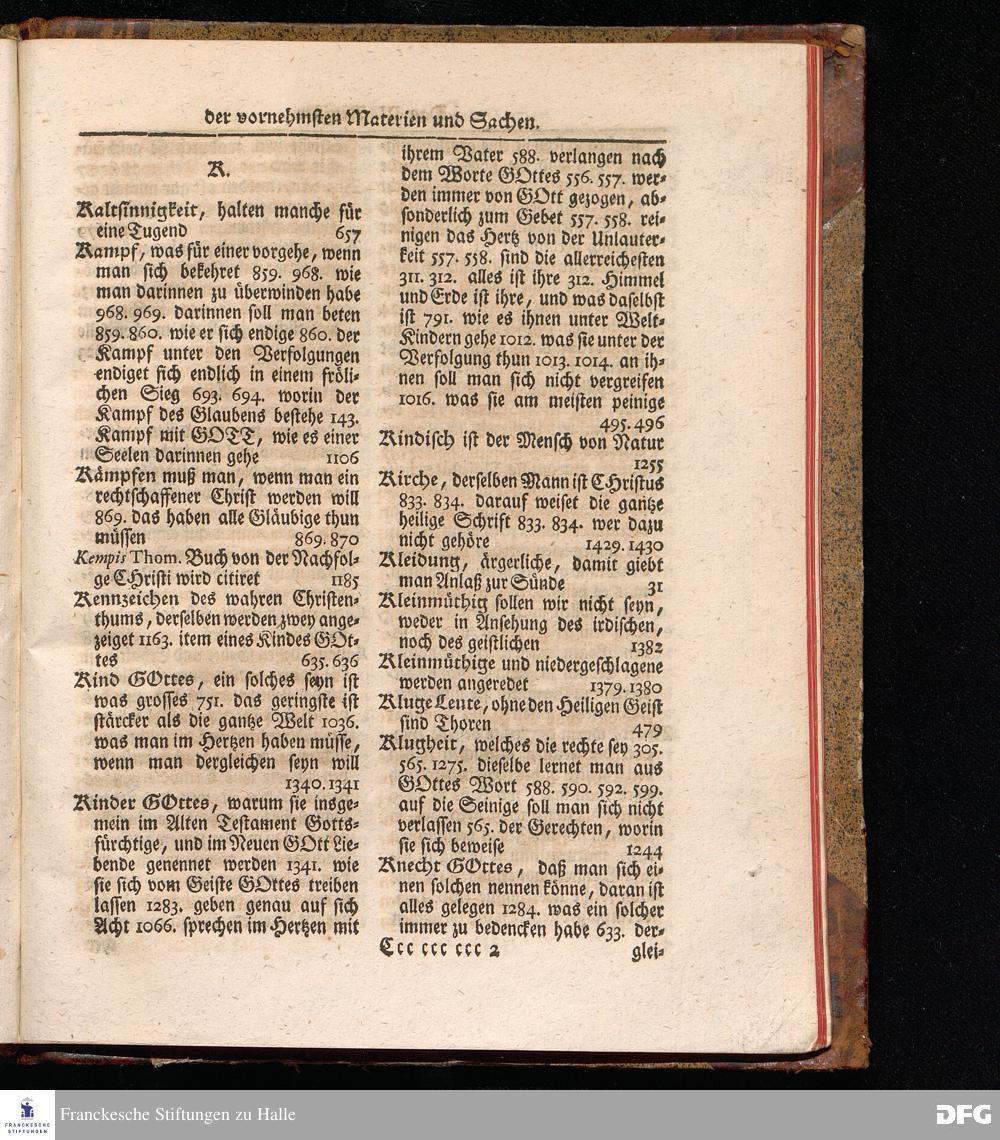 der vornehmsten Materien und Sachen.
K.
Kaltsinnigkeit, halten manche für
eine Tugend 657
Kampf, was für einer vorgehe, wenn
man sich bekehret 859. 968. wie
man darinnen zu überwinden habe
968. 969. darinnen soll man beten
859. 860. wie er sich endige 860. der
Kampf unter den Verfolgungen
endiget sich endlich in einem fröli-
chen Sieg 693. 694. worin der
Kampf des Glaubens bestehe 143.
Kampf mit GOTT, wie es einer
Seelen darinnen gehe 1106
Kämpfen muß man, wenn man ein
rechtschaffener Christ werden will
869. das haben alle Gläubige thun
müssen 869. 870
Kempis Thom. Buch von der Nachfol-
ge CHristi wird citiret 1185
Kennzeichen des wahren Christen-
thums, derselben werden zwey ange-
zeiget 1163. item eines Kindes GOt-
tes 635. 636
Kind GOttes, ein solches seyn ist
was grosses 751. das geringste ist
stärcker als die gantze Welt 1036.
was man im Hertzen haben müsse,
wenn man dergleichen seyn will
1340. 1341
Kinder GOttes, warum sie insge-
mein im Alten Testament Gotts-
fürchtige, und im Neuen GOtt Lie-
bende genennet werden 1341. wie
sie sich vom Geiste GOttes treiben
lassen 1283. geben genau auf sich
Acht 1066. sprechen im Hertzen mit
ihrem Vater 588. verlangen nach
dem Worte GOttes 556. 557. wer-
den immer von GOtt gezogen, ab-
sonderlich zum Gebet 557. 558. rei-
nigen das Hertz von der Unlauter-
keit 557. 558. sind die allerreichesten
311. 312. alles ist ihre 312. Himmel
und Erde ist ihre, und was daselbst
ist 791. wie es ihnen unter Welt-
Kindern gehe 1012. was sie unter der
Verfolgung thun 1013. 1014. an ih-
nen soll man sich nicht vergreifen
1016. was sie am meisten peinige
495. 496
Kindisch ist der Mensch von Natur
1255
Kirche, derselben Mann ist CHristus
833. 834. darauf weiset die gantze
heilige Schrift 833. 834. wer dazu
nicht gehöre 1429. 1430
Kleidung, ärgerliche, damit giebt
man Anlaß zur Sünde 31
Kleinmüthig sollen wir nicht seyn,
weder in Ansehung des irdischen,
noch des geistlichen 1382
Kleinmüthige und niedergeschlagene
werden angeredet 1379. 1380
Kluge Leute, ohne den Heiligen Geist
sind Thoren 479
Klugheit, welches die rechte sey 305.
565. 1275. dieselbe lernet man aus
GOttes Wort 588. 590. 592. 599.
auf die Seinige soll man sich nicht
verlassen 565. der Gerechten, worin
sie sich beweise 1244
Knecht GOttes, daß man sich ei-
nen solchen nennen könne, daran ist
alles gelegen 1284. was ein solcher
immer zu bedencken habe 633. der-
Ccc ccc ccc 2 glei-
FRANCKESCHE
STIFTUNGEN
Franckesche Stiftungen zu Halle
DFG